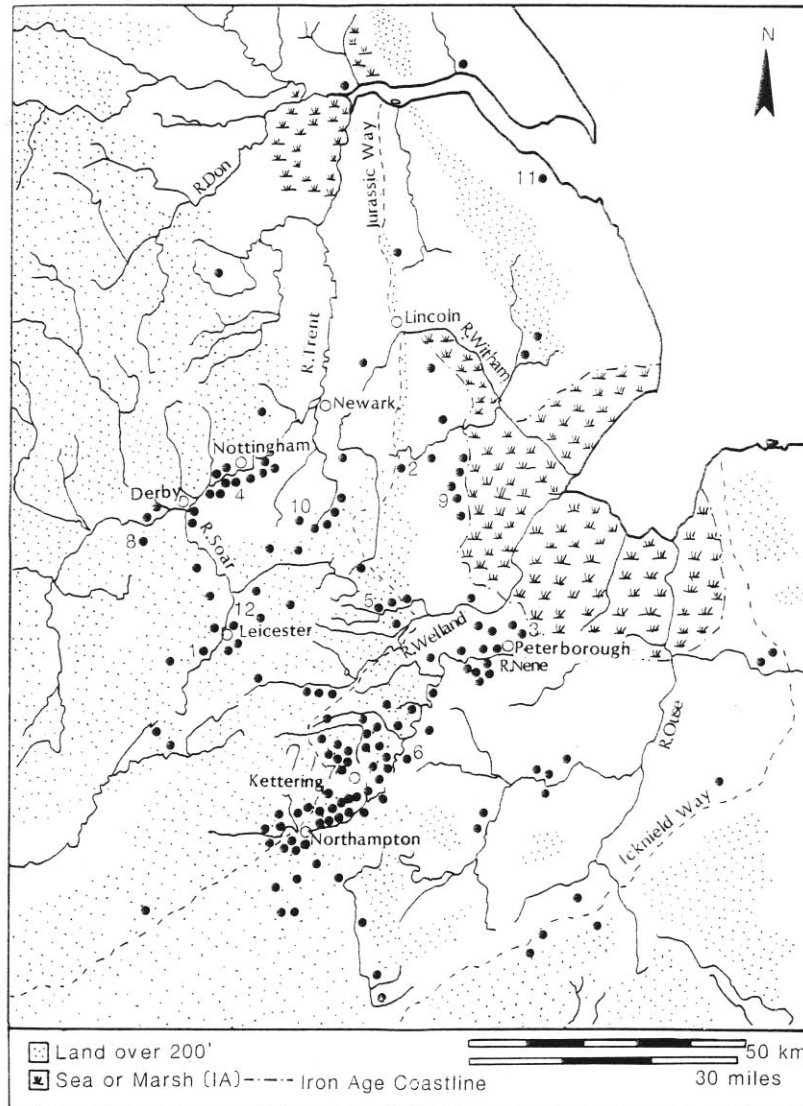 N
Jurassic Way
R.Don
11
R.Trent
Lincoln
R.Witham
Newark
Nottingham
2
Derby
4
9
10
R.Soar
8
12
5
Leicester
3
R.Welland
1
Peterborough
R.Nene
R.Ouse
6
7
Kettering
Icknield Way
Northampton
Land over 200'
50 km
Sea or Marsh (IA)
Iron Age Coastline
30 miles